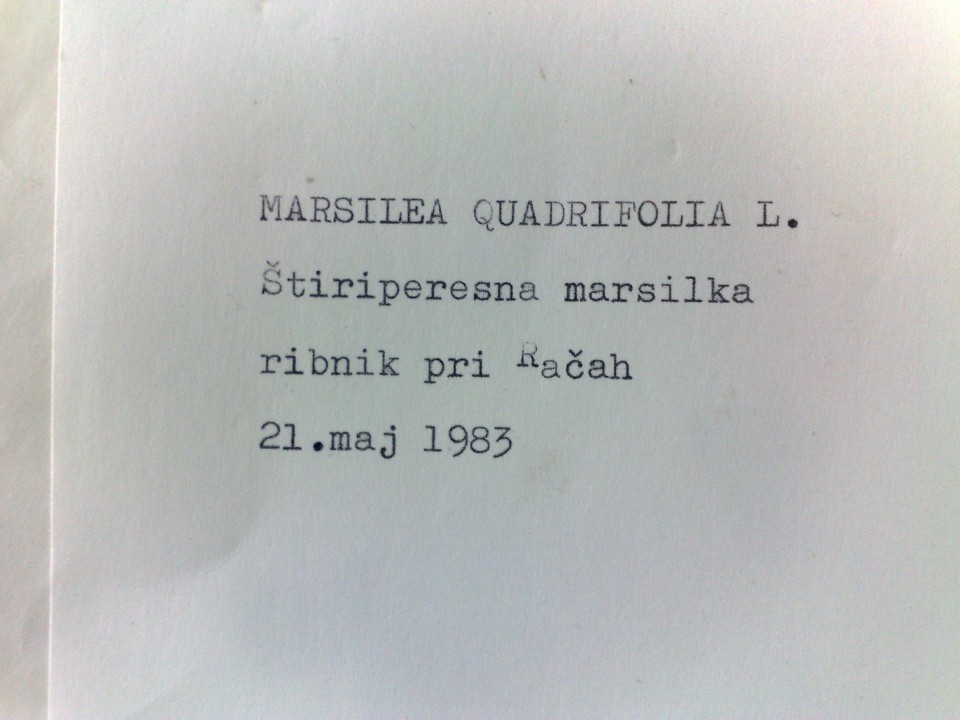 MARSILEA QUADRIFOLIA L.
Štiriperesna marsilka
ribnik pri Račah
21.maj 1983